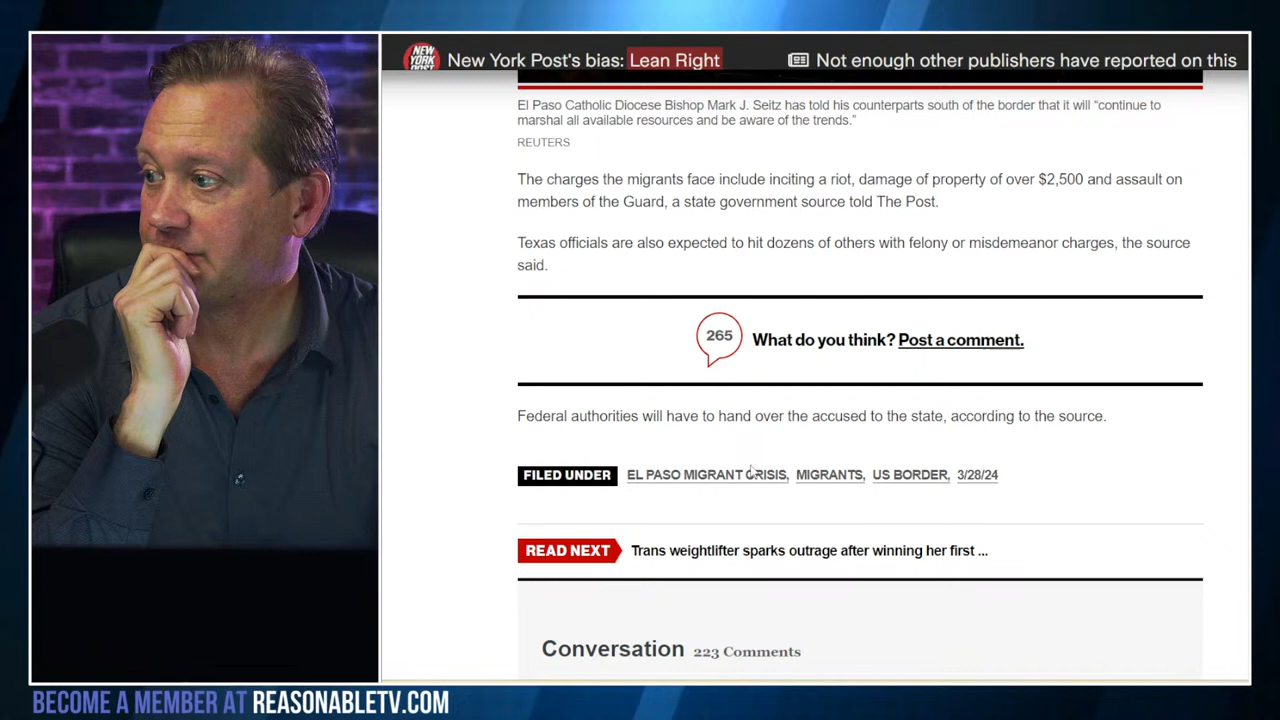 NEW YORK POST
New York Post's bias: Lean Right
Not enough other publishers have reported on this
El Paso Catholic Diocese Bishop Mark J. Seitz has told his counterparts south of the border that it will “continue to
marshal all available resources and be aware of the trends.”
REUTERS
The charges the migrants face include inciting a riot, damage of property of over $2,500 and assault on
members of the Guard, a state government source told The Post.
Texas officials are also expected to hit dozens of others with felony or misdemeanor charges, the source
said.
265
What do you think? Post a comment.
Federal authorities will have to hand over the accused to the state, according to the source.
FILED UNDER EL PASO MIGRANT CRISIS, MIGRANTS, US BORDER, 3/28/24
READ NEXT Trans weightlifter sparks outrage after winning her first ...
Conversation 223 Comments
BECOME A MEMBER AT REASONABLETV.COM